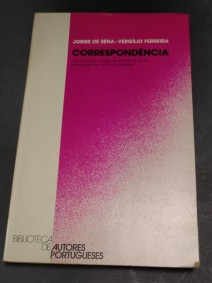 JORGE DE SENA - VERGÍLIO FERREIRA
CORRESPONDÊNCIA
BIBLIOTECA
DE AUTORES
PORTUGUESES